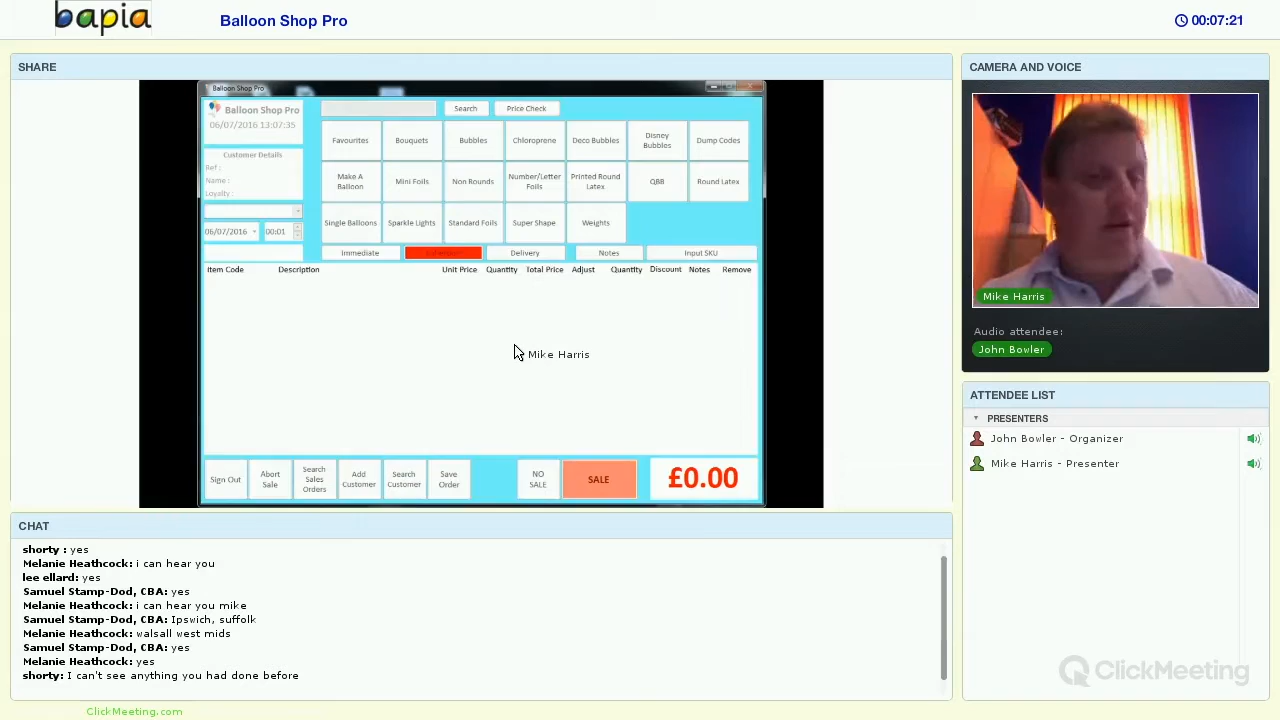 bapia
Balloon Shop Pro
00:07:21
SHARE
Balloon Shop Pro
Balloon Shop Pro
06/07/2016 13:07:35
Search
Price Check
Customer Details
Ref :
Name :
Loyalty :
06/07/2016
00:01
Favourites
Bouquets
Bubbles
Chloroprene
Deco Bubbles
Disney Bubbles
Dump Codes
Make A Balloon
Mini Foils
Non Rounds
Number/Letter Foils
Printed Round Latex
QBB
Round Latex
Single Balloons
Sparkle Lights
Standard Foils
Super Shape
Weights
Immediate
Delivery
Notes
Input SKU
Item Code Description Unit Price Quantity Total Price Adjust Quantity Discount Notes Remove
Mike Harris
Sign Out
Abort Sale
Search Sales Orders
Add Customer
Search Customer
Save Order
NO SALE
SALE
£0.00
CAMERA AND VOICE
Mike Harris
Audio attendee:
John Bowler
ATTENDEE LIST
PRESENTERS
John Bowler - Organizer
Mike Harris - Presenter
CHAT
shorty : yes
Melanie Heathcock: i can hear you
lee ellard: yes
Samuel Stamp-Dod, CBA: yes
Melanie Heathcock: i can hear you mike
Samuel Stamp-Dod, CBA: Ipswich, suffolk
Melanie Heathcock: walsall west mids
Samuel Stamp-Dod, CBA: yes
Melanie Heathcock: yes
shorty: I can't see anything you had done before
ClickMeeting
ClickMeeting.com